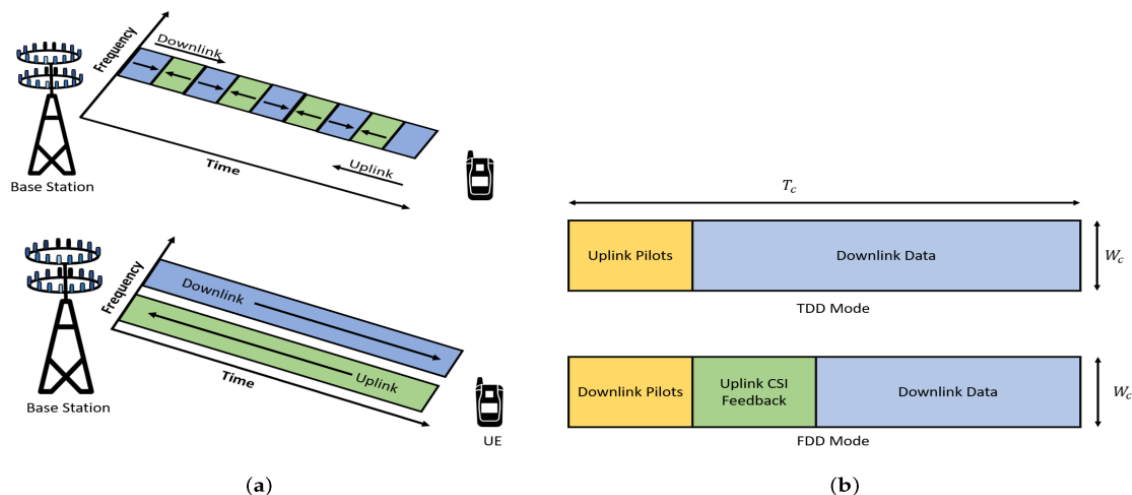 Frequency
Downlink
Time
Uplink
Base Station
Frequency
Downlink
Uplink
Time
Base Station
UE
(a)
T_c
Uplink Pilots
Downlink Data
W_c
TDD Mode
Downlink Pilots
Uplink CSI
Feedback
Downlink Data
W_c
FDD Mode
(b)